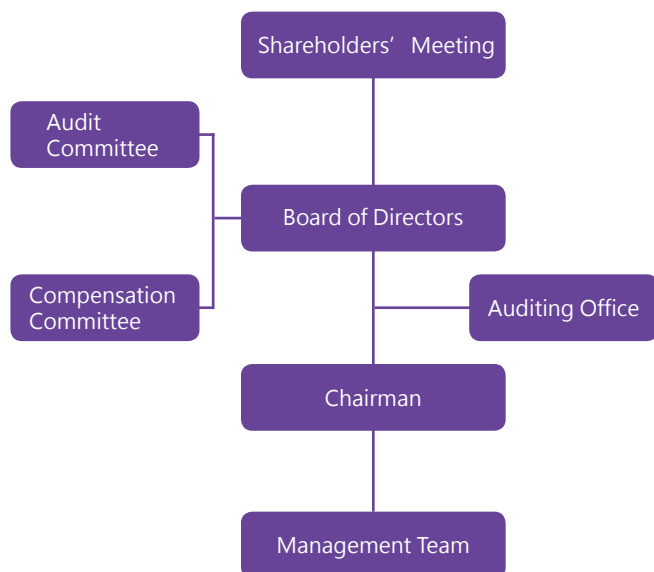 Shareholders’ Meeting
Audit
Committee
Board of Directors
Compensation
Committee
Auditing Office
Chairman
Management Team